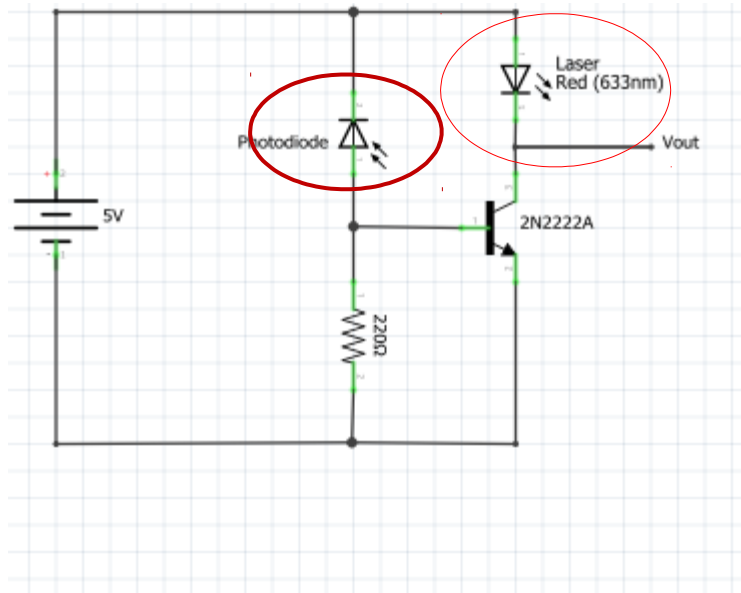 Laser
Red (633nm)
Photodiode
Vout
5V
2N2222A
220Ω